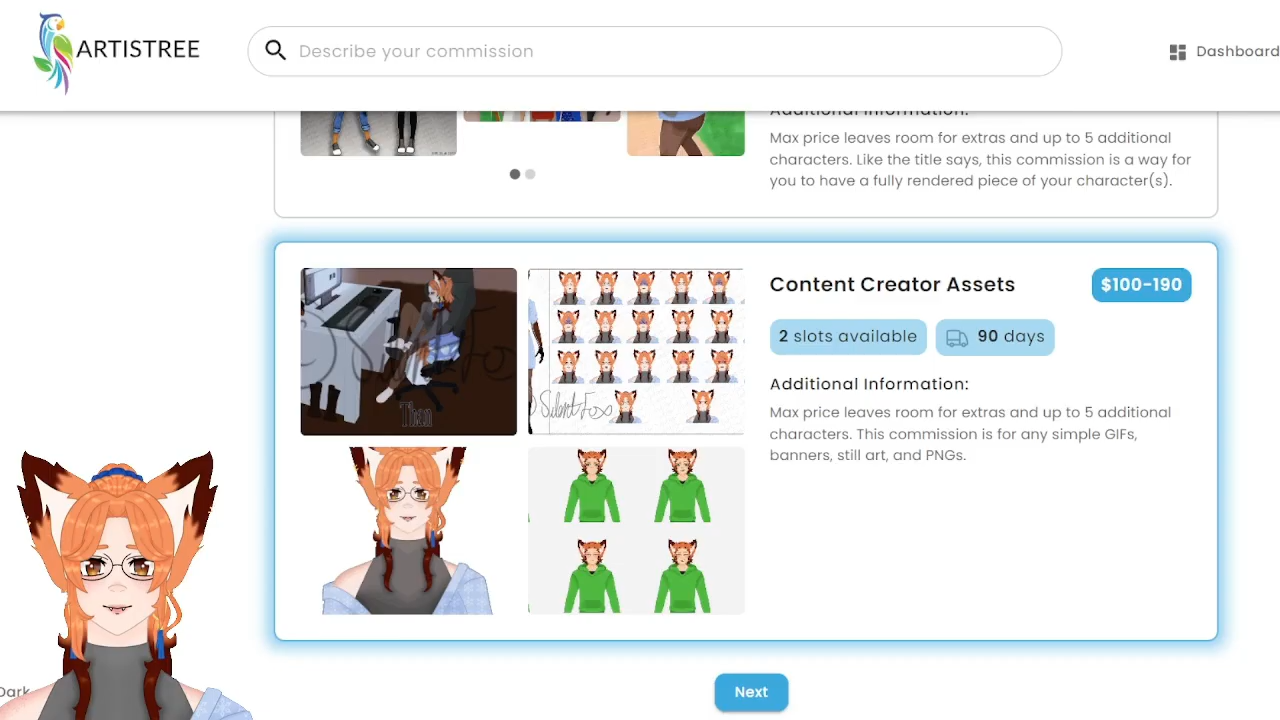 ARTISTREE
Describe your commission
Dashboard
Additional Information:
Max price leaves room for extras and up to 5 additional
characters. Like the title says, this commission is a way for
you to have a fully rendered piece of your character(s).
Content Creator Assets
$100-190
2 slots available
90 days
Additional Information:
Max price leaves room for extras and up to 5 additional
characters. This commission is for any simple GIFs,
banners, still art, and PNGs.
SilentFoxx
Next
Dark